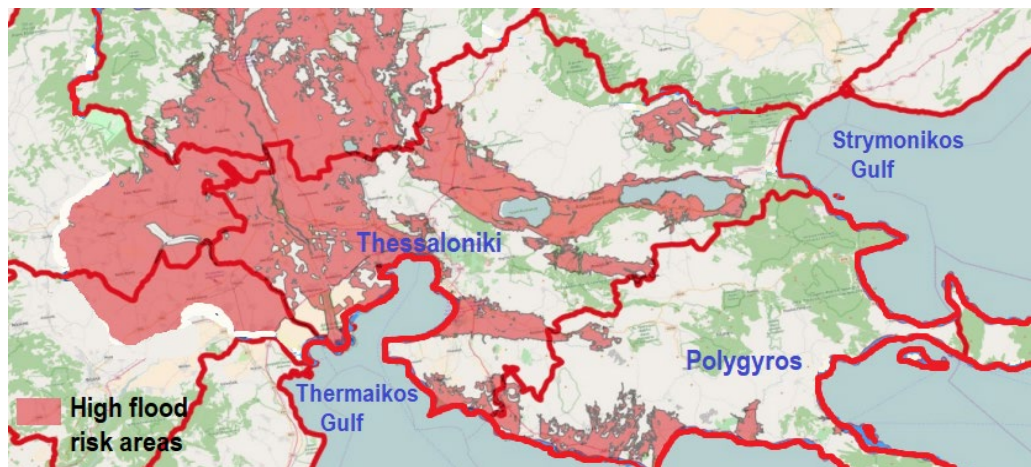 Strymonikos
Gulf
Thessaloniki
Polygyros
Thermaikos
Gulf
High flood
risk areas